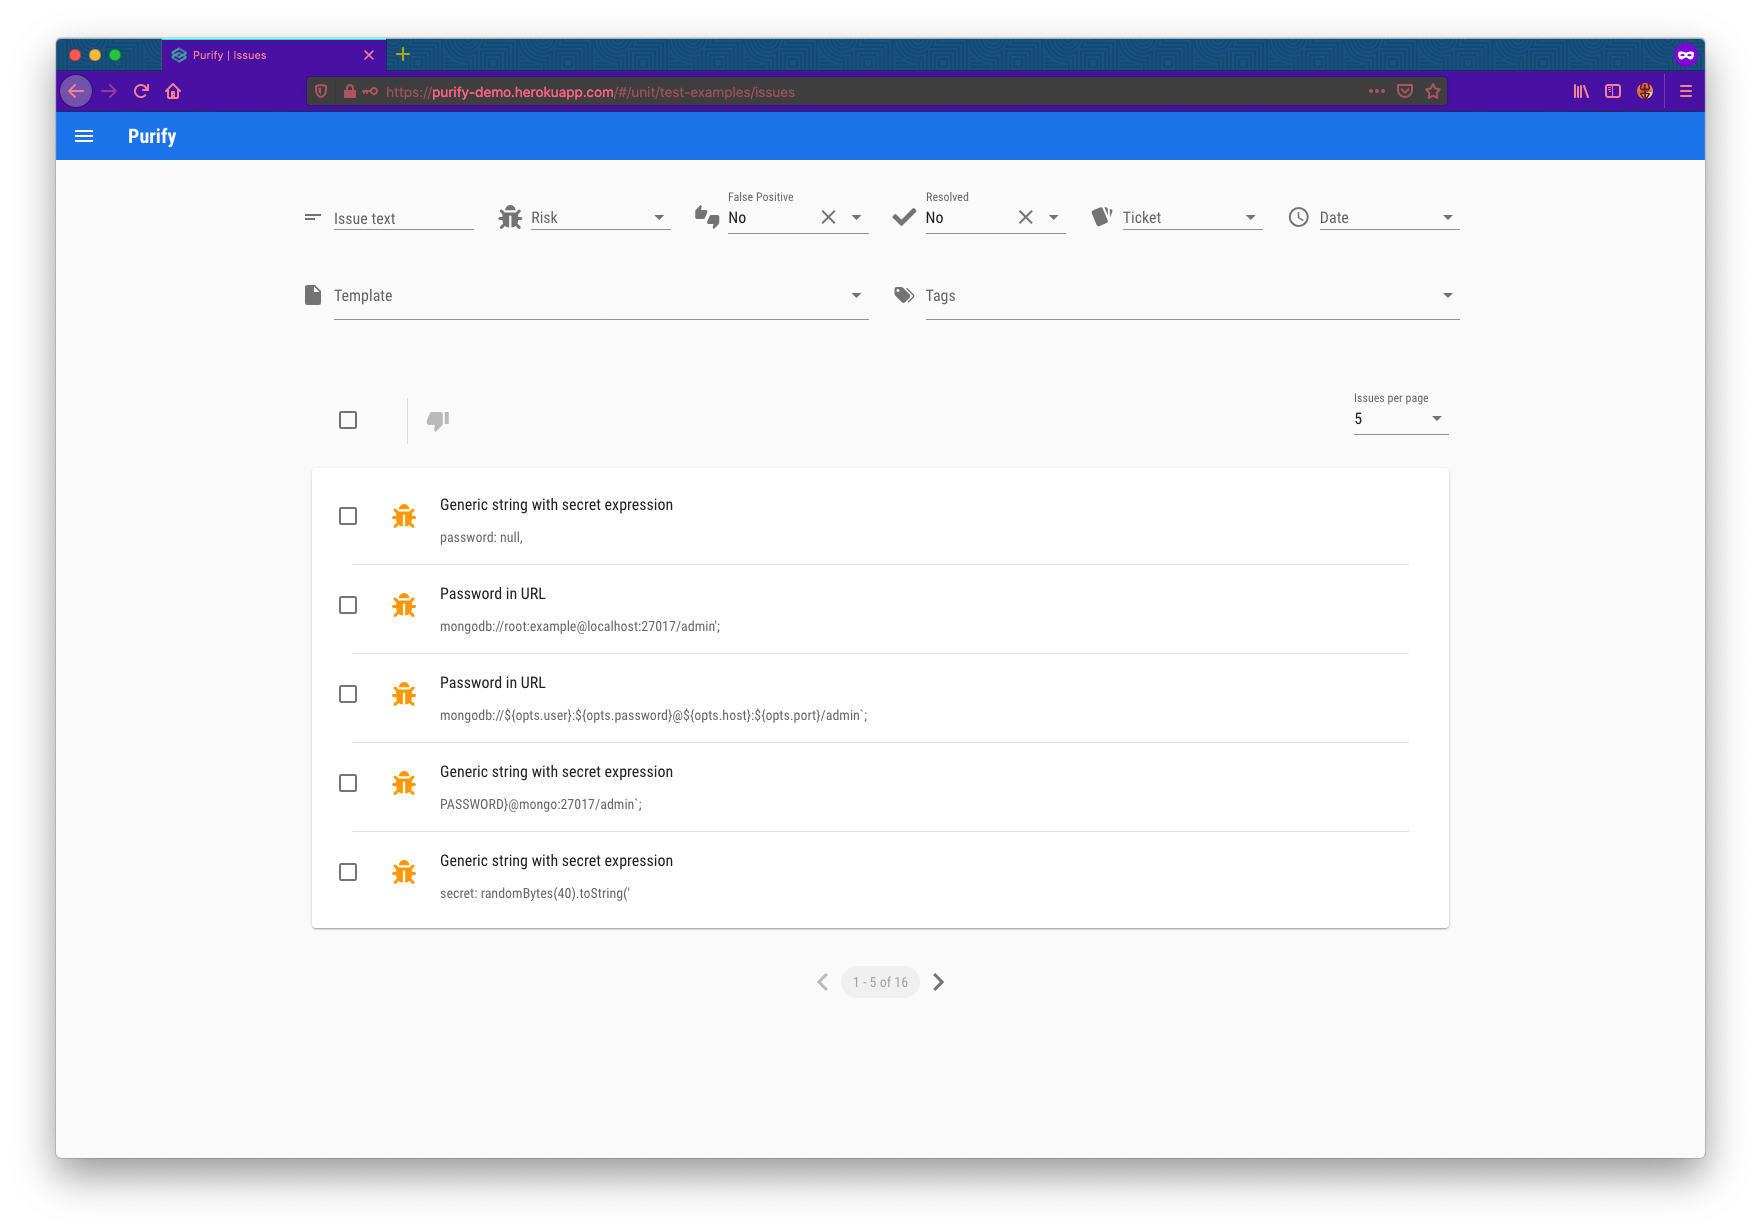 Purify | Issues
https://purify-demo.herokuapp.com/#/unit/test-examples/issues
Purify
Issue text
Risk
False Positive
No
Resolved
No
Ticket
Date
Template
Tags
Issues per page
5
Generic string with secret expression
password: null,
Password in URL
mongodb://root:example@localhost:27017/admin';
Password in URL
mongodb://${opts.user}:${opts.password}@${opts.host}:${opts.port}/admin`;
Generic string with secret expression
PASSWORD}@mongo:27017/admin`;
Generic string with secret expression
secret: randomBytes(40).toString('
1 - 5 of 16